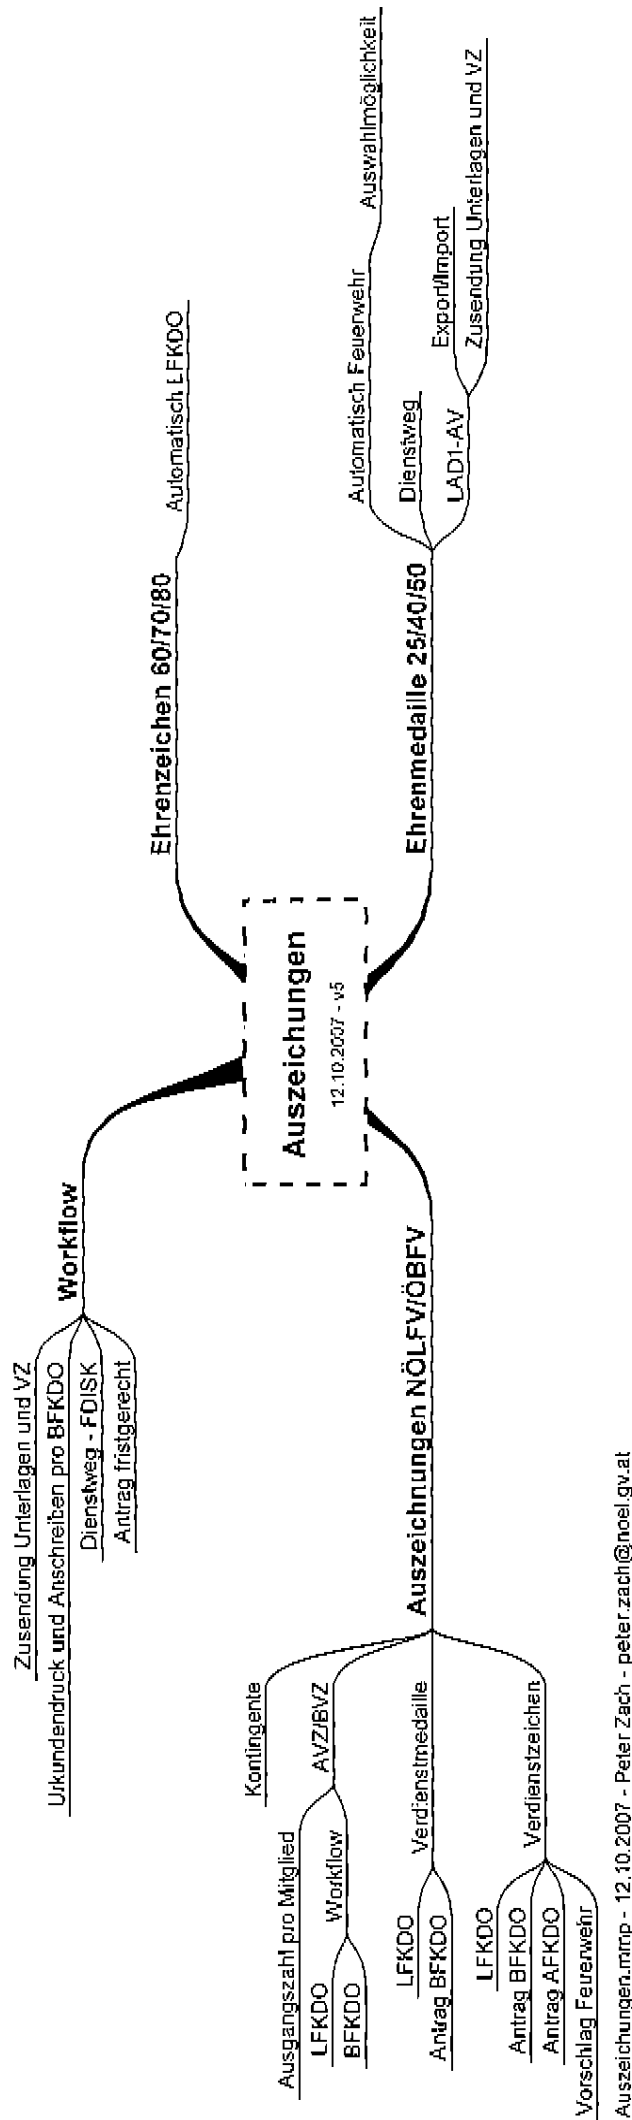 Auszeichungen
12.10.2007 - v5
Ehrenzeichen 60/70/80
Automatisch LFKDO
Ehrenmedaille 25/40/50
Automatisch Feuerwehr
Auswahlmöglichkeit
Dienstweg
LAD1-AV
Export/Import
Zusendung Unterlagen und VZ
Workflow
Zusendung Unterlagen und VZ
Urkundendruck und Anschreiben pro BFKDO
Dienstweg - FDISK
Antrag fristgerecht
Auszeichnungen NÖLFV/ÖBFV
Kontingente
AVZ/BVZ
Ausgangszahl pro Mitglied
Workflow
LFKDO
BFKDO
Verdienstmedaille
LFKDO
Antrag BFKDO
Verdienstzeichen
LFKDO
Antrag BFKDO
Antrag AFKDO
Vorschlag Feuerwehr
Auszeichungen.mmp - 12.10.2007 - Peter Zach - peter.zach@noel.gv.at